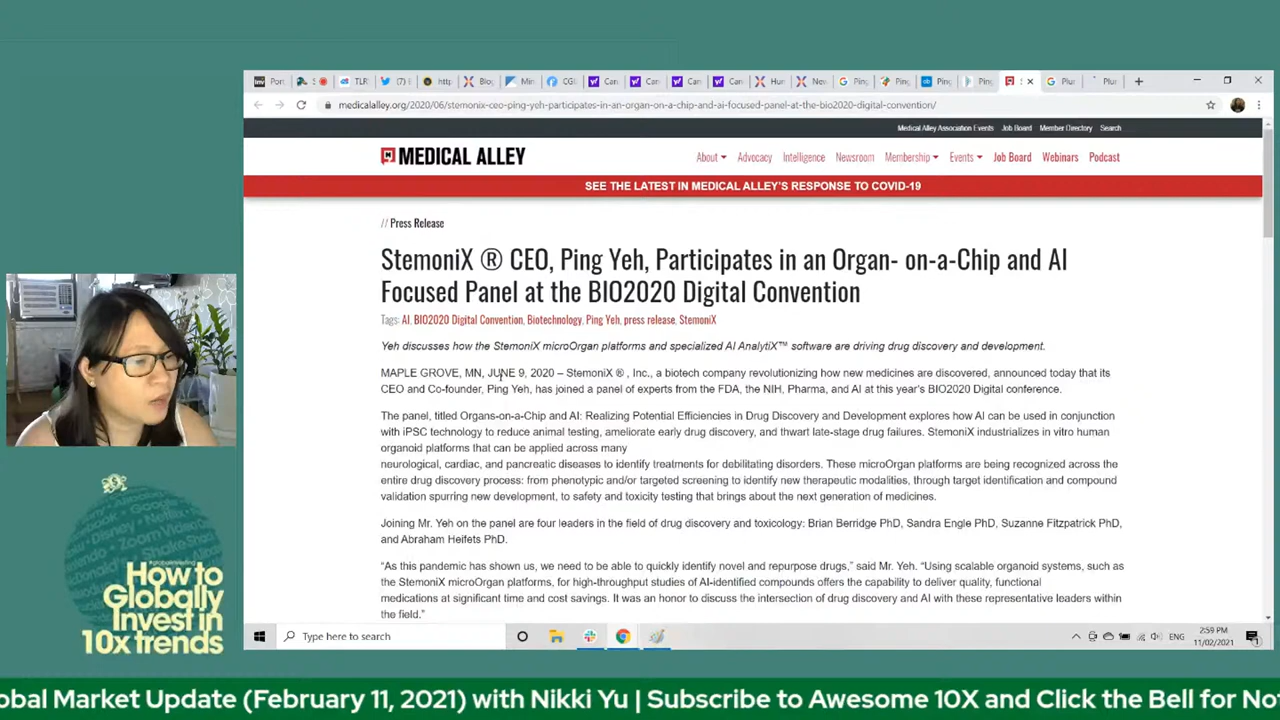 Port
TLR
(7)
http
Bio
Min
CGI
Can
Can
Can
Can
Hun
Nov
Ping
Ping
Ping
Ping
Plur
Plur
medicalalley.org/2020/06/stemonix-ceo-ping-yeh-participates-in-an-organ-on-a-chip-and-ai-focused-panel-at-the-bio2020-digital-convention/
Medical Alley Association Events Job Board Member Directory Search
MEDICAL ALLEY
About Advocacy Intelligence Newsroom Membership Events Job Board Webinars Podcast
SEE THE LATEST IN MEDICAL ALLEY'S RESPONSE TO COVID-19
// Press Release
StemoniX ® CEO, Ping Yeh, Participates in an Organ- on-a-Chip and AI
Focused Panel at the BIO2020 Digital Convention
Tags: AI, BIO2020 Digital Convention, Biotechnology, Ping Yeh, press release, StemoniX
Yeh discusses how the StemoniX microOrgan platforms and specialized AI AnalytiX™ software are driving drug discovery and development.
MAPLE GROVE, MN, JUNE 9, 2020 – StemoniX ® , Inc., a biotech company revolutionizing how new medicines are discovered, announced today that its
CEO and Co-founder, Ping Yeh, has joined a panel of experts from the FDA, the NIH, Pharma, and AI at this year's BIO2020 Digital conference.
The panel, titled Organs-on-a-Chip and AI: Realizing Potential Efficiencies in Drug Discovery and Development explores how AI can be used in conjunction
with iPSC technology to reduce animal testing, ameliorate early drug discovery, and thwart late-stage drug failures. StemoniX industrializes in vitro human
organoid platforms that can be applied across many
neurological, cardiac, and pancreatic diseases to identify treatments for debilitating disorders. These microOrgan platforms are being recognized across the
entire drug discovery process: from phenotypic and/or targeted screening to identify new therapeutic modalities, through target identification and compound
validation spurring new development, to safety and toxicity testing that brings about the next generation of medicines.
Joining Mr. Yeh on the panel are four leaders in the field of drug discovery and toxicology: Brian Berridge PhD, Sandra Engle PhD, Suzanne Fitzpatrick PhD,
and Abraham Heifets PhD.
“As this pandemic has shown us, we need to be able to quickly identify novel and repurpose drugs,” said Mr. Yeh. “Using scalable organoid systems, such as
the StemoniX microOrgan platforms, for high-throughput studies of AI-identified compounds offers the capability to deliver quality, functional
medications at significant time and cost savings. It was an honor to discuss the intersection of drug discovery and AI with these representative leaders within
the field.”
Type here to search
ENG
2:59 PM
11/02/2021
How to
Globally
Invest in
10x trends
obal Market Update (February 11, 2021) with Nikki Yu | Subscribe to Awesome 10X and Click the Bell for Not